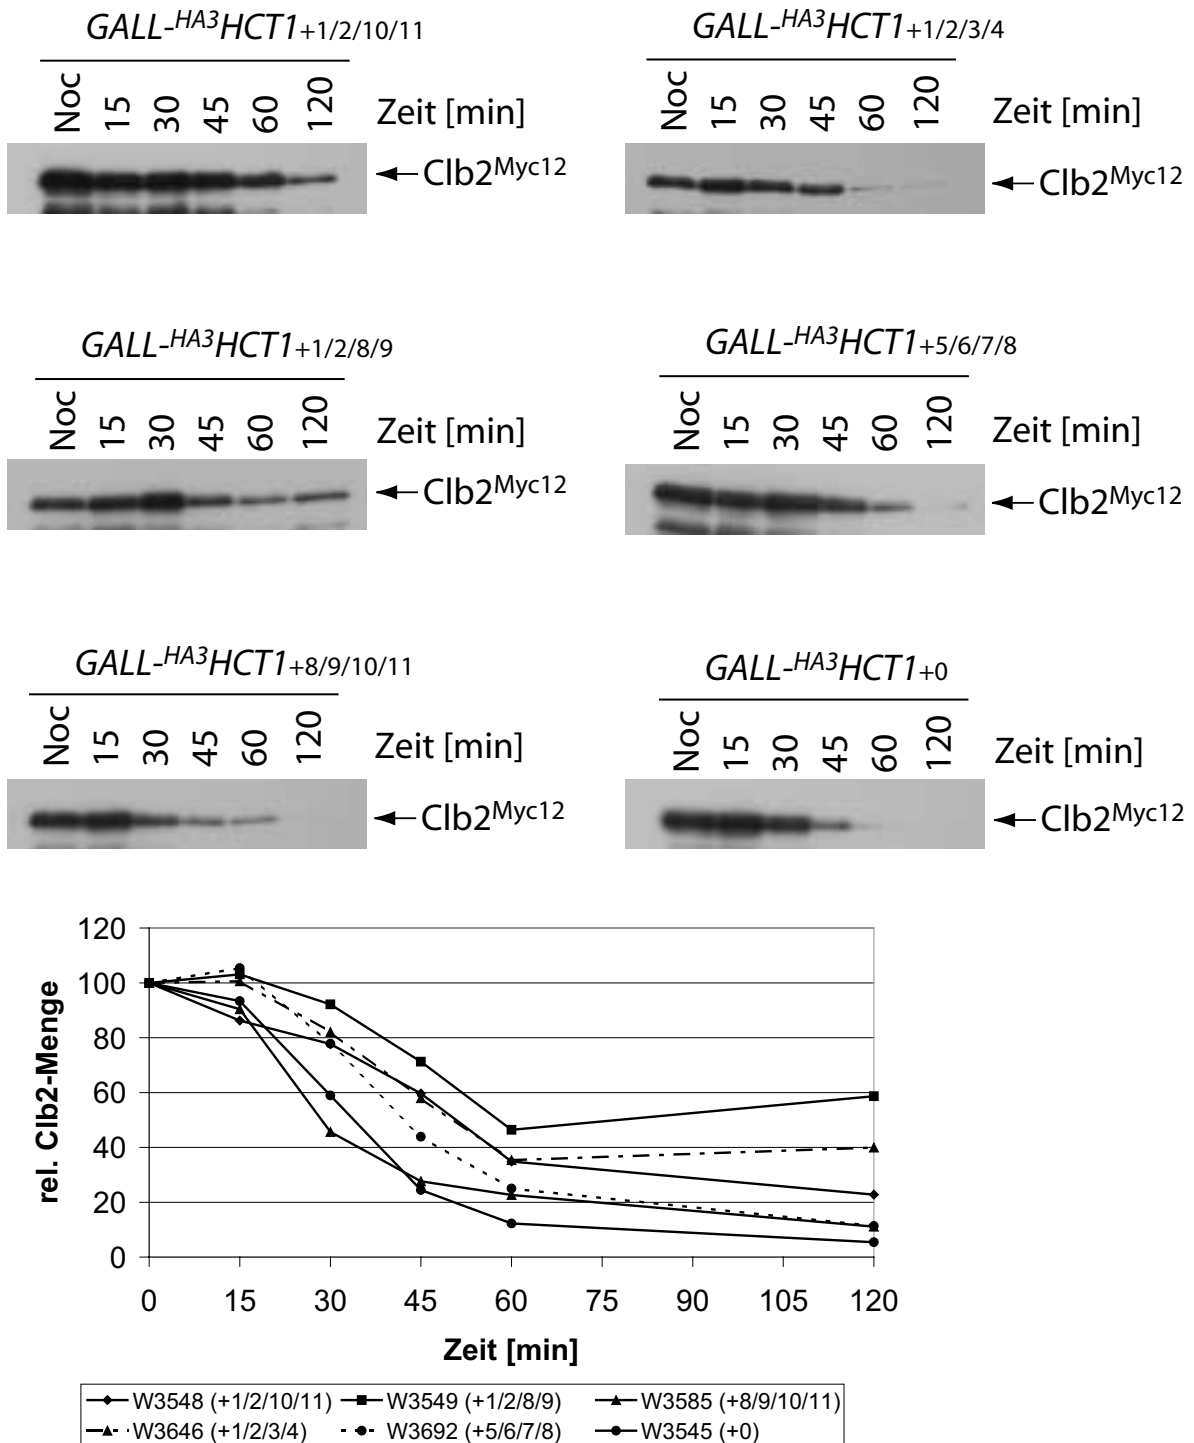 GALL-HA3HCT1+1/2/10/11
Noc 15 30 45 60 120 Zeit [min]
Clb2Myc12
GALL-HA3HCT1+1/2/3/4
Noc 15 30 45 60 120 Zeit [min]
Clb2Myc12
GALL-HA3HCT1+1/2/8/9
Noc 15 30 45 60 120 Zeit [min]
Clb2Myc12
GALL-HA3HCT1+5/6/7/8
Noc 15 30 45 60 120 Zeit [min]
Clb2Myc12
GALL-HA3HCT1+8/9/10/11
Noc 15 30 45 60 120 Zeit [min]
Clb2Myc12
GALL-HA3HCT1+0
Noc 15 30 45 60 120 Zeit [min]
Clb2Myc12
rel. Clb2-Menge
120
100
80
60
40
20
0
0 15 30 45 60 75 90 105 120
Zeit [min]
W3548 (+1/2/10/11) W3549 (+1/2/8/9) W3585 (+8/9/10/11)
W3646 (+1/2/3/4) W3692 (+5/6/7/8) W3545 (+0)